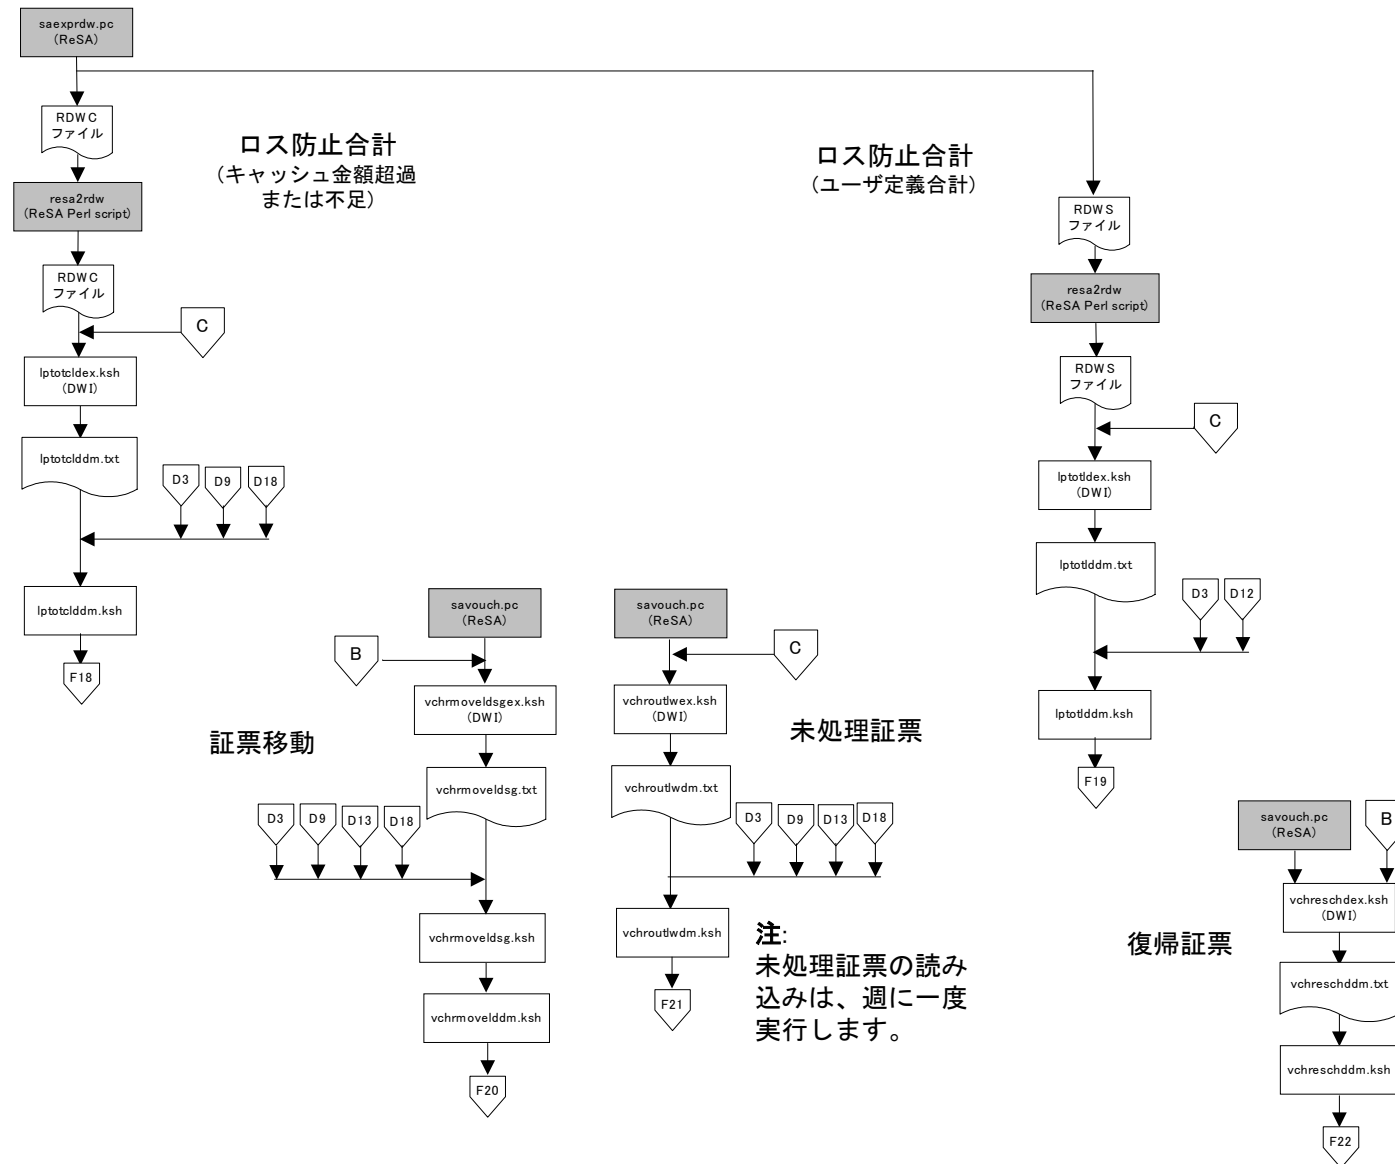 saexprdw.pc
(ReSA)
RDWC
ファイル
resa2rdw
(ReSA Perl script)
RDWC
ファイル
C
lptotcldex.ksh
(DWI)
lptotclddm.txt
D3
D9
D18
lptotclddm.ksh
F18
ロス防止合計
(キャッシュ金額超過
または不足)
ロス防止合計
(ユーザ定義合計)
RDWS
ファイル
resa2rdw
(ReSA Perl script)
RDWS
ファイル
C
lptotldex.ksh
(DWI)
lptotlddm.txt
D3
D12
lptotlddm.ksh
F19
証票移動
savouch.pc
(ReSA)
B
vchrmoveldsgex.ksh
(DWI)
vchrmoveldsg.txt
D3
D9
D13
D18
vchrmoveldsg.ksh
vchrmovelddm.ksh
F20
savouch.pc
(ReSA)
C
vchroutlwex.ksh
(DWI)
未処理証票
vchroutlwdm.txt
D3
D9
D13
D18
vchroutlwdm.ksh
F21
注:
未処理証票の読み
込みは、週に一度
実行します。
復帰証票
savouch.pc
(ReSA)
B
vchreschdex.ksh
(DWI)
vchreschddm.txt
vchreschddm.ksh
F22